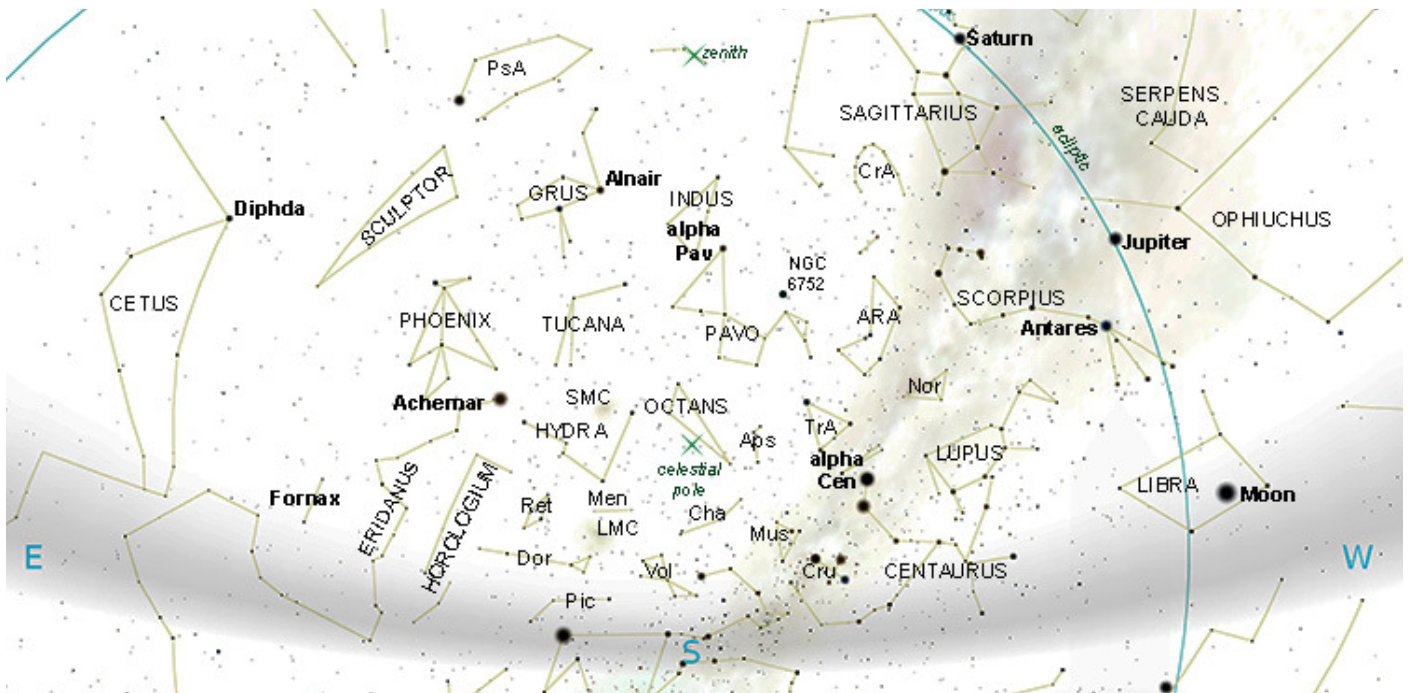 Saturn
zenith
PsA
SERPENS
CAUDA
SAGITTARIUS
ecliptic
CrA
Alnair
GRUS
INDUS
SCULPTOR
Diphda
alpha
Pav
OPHIUCHUS
Jupiter
NGC
6752
CETUS
SCORPIUS
PHOENIX
TUCANA
PAVO
ARA
Antares
Nor
Achernar
SMC
OCTANS
HYDRA
Aps
TrA
alpha
Cen
LUPUS
celestial
pole
LIBRA
Moon
Fornax
ERIDANUS
HOROLOGIUM
Ret
Men
Cha
LMC
Mus
E
Dor
Vol
Cru
CENTAURUS
W
Pic
S